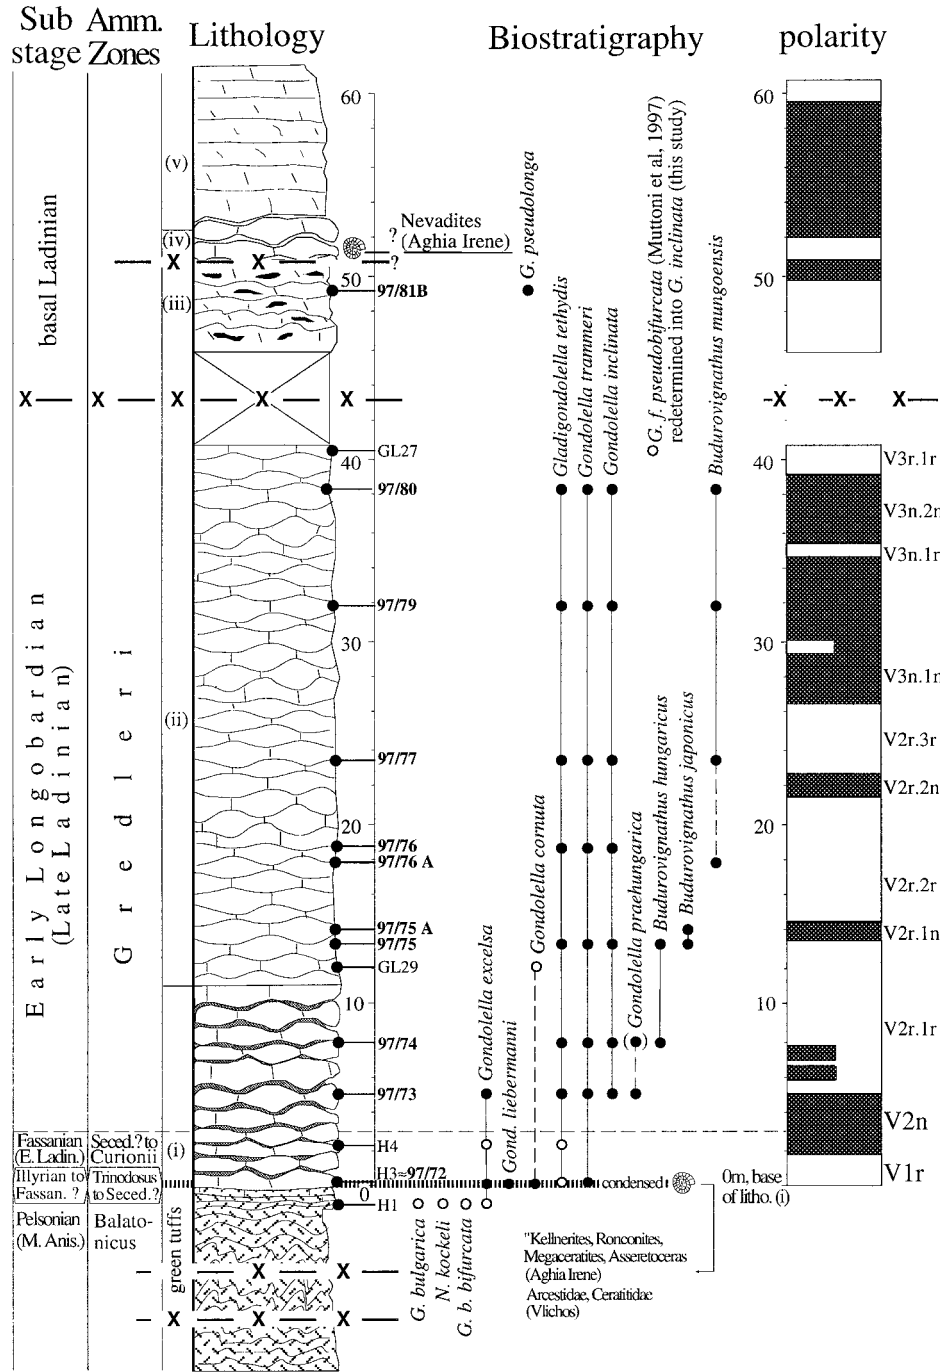 Sub
stage
Amm.
Zones
Lithology
Biostratigraphy
polarity
basal Ladinian
Early Longobardian
(Late Ladinian)
Gredleri
Fassanian
(E. Ladin.)
Seced.? to
Curionii
Illyrian to
Fassan. ?
Trinodosus
to Seced.?
Pelsonian
(M. Anis.)
Balato-
nicus
(v)
(iv)
(iii)
(ii)
(i)
green tuffs
60
50
40
30
20
10
0
?
?
Nevadites
(Aghia Irene)
97/81B
GL27
97/80
97/79
97/77
97/76
97/76 A
97/75 A
97/75
GL29
97/74
97/73
H4
H3≈97/72
H1
G. pseudolonga
Gladigondolella tethydis
Gondolella trammeri
Gondolella inclinata
G. f. pseudobifurcata (Muttoni et al, 1997)
redetermined into G. inclinata (this study)
Budurovignathus mungoensis
Gondolella excelsa
Gond. liebermanni
Gondolella cornuta
Gondolella praehungarica
Budurovignathus hungaricus
Budurovignathus japonicus
G. bulgarica
N. kockeli
G. b. bifurcata
condensed
0m, base
of litho. (i)
"Kellnerites, Ronconites,
Megaceratites, Asseretoceras
(Aghia Irene)
Arcestidae, Ceratitidae
(Vlichos)
60
50
40
30
20
10
0
V3r.1r
V3n.2n
V3n.1r
V3n.1n
V2r.3r
V2r.2n
V2r.2r
V2r.1n
V2r.1r
V2n
V1r
X
X
X
X
X
X
X
X
X
X
X
X
X
X